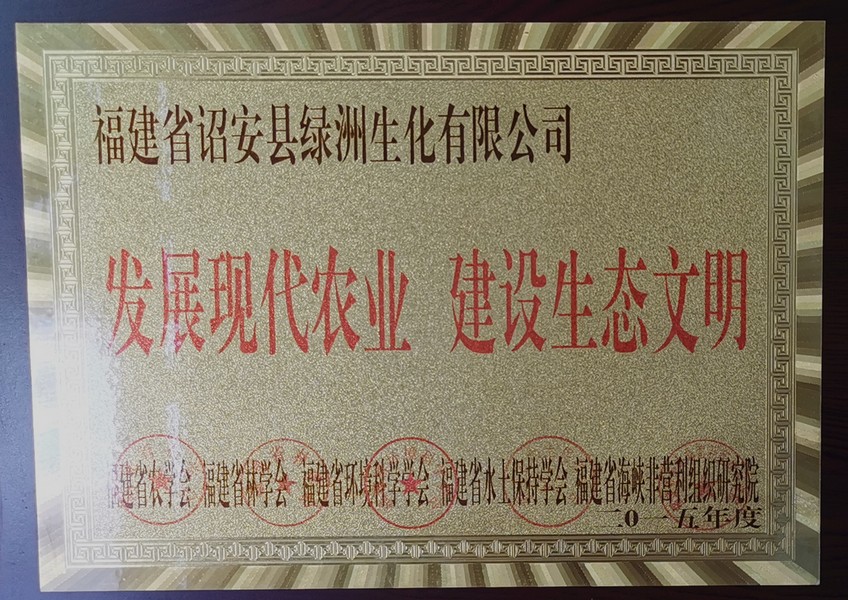 福建省诏安县绿洲生化有限公司
发展现代农业 建设生态文明
福建省农学会 福建省林学会 福建省环境科学学会 福建省水土保持学会 福建省海峡非营利组织研究院
二0一五年度